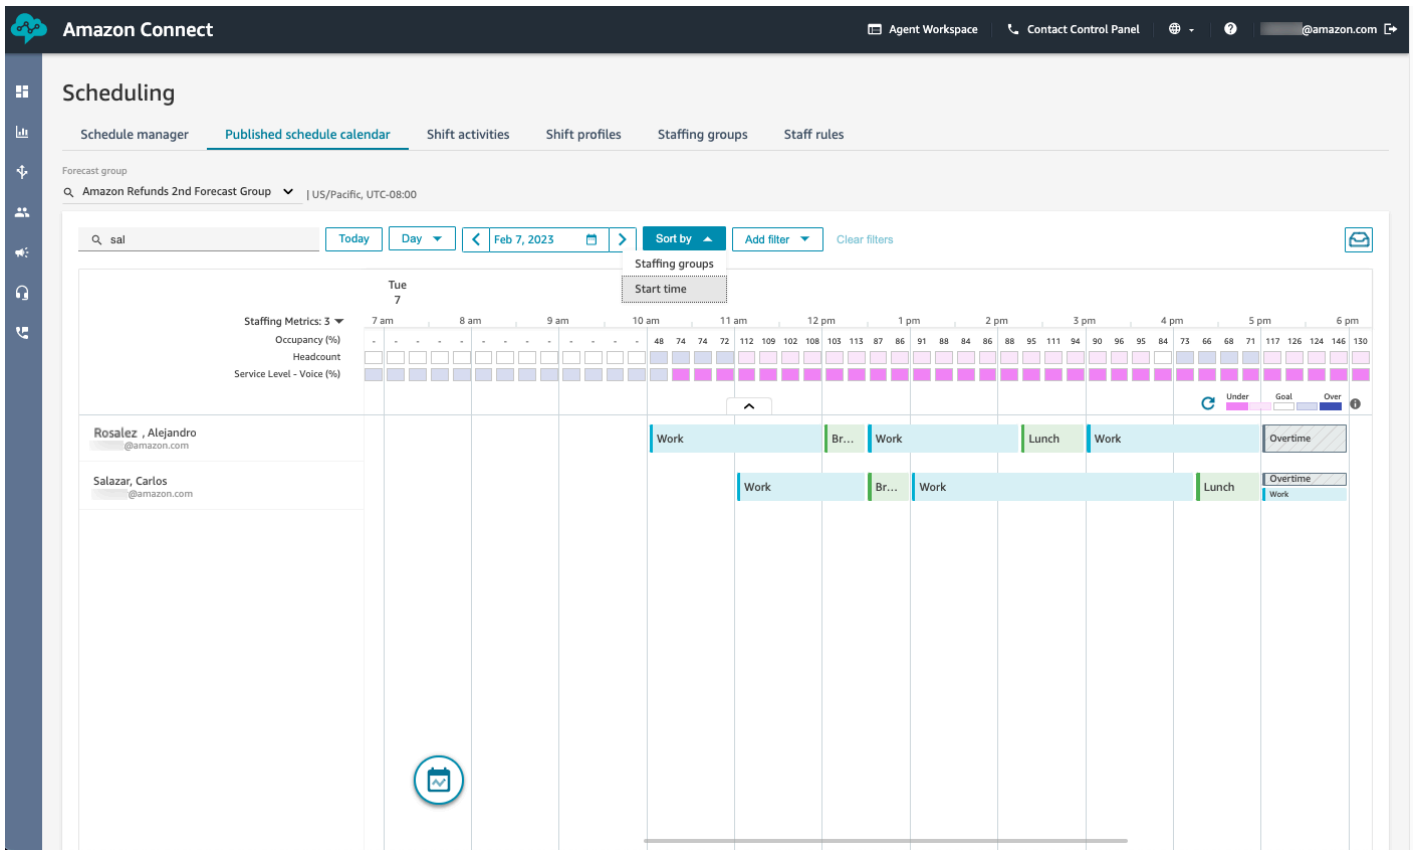 Amazon Connect
Agent Workspace
Contact Control Panel
@amazon.com
Scheduling
Schedule manager
Published schedule calendar
Shift activities
Shift profiles
Staffing groups
Staff rules
Forecast group
Amazon Refunds 2nd Forecast Group
| US/Pacific, UTC-08:00
sal
Today
Day
Feb 7, 2023
Sort by
Add filter
Clear filters
Staffing groups
Start time
Tue
7
Staffing Metrics: 3
7 am 8 am 9 am 10 am 11 am 12 pm 1 pm 2 pm 3 pm 4 pm 5 pm 6 pm
Occupancy (%) - - - - - - - - - - - - - 48 74 74 72 112 109 102 108 103 113 87 86 91 88 84 86 88 95 111 94 90 96 95 84 73 66 68 71 117 126 124 146 130
Headcount
Service Level - Voice (%)
Under Goal Over
Rosalez , Alejandro
@amazon.com
Work Br... Work Lunch Work Overtime
Salazar, Carlos
@amazon.com
Work Br... Work Lunch Overtime
Work